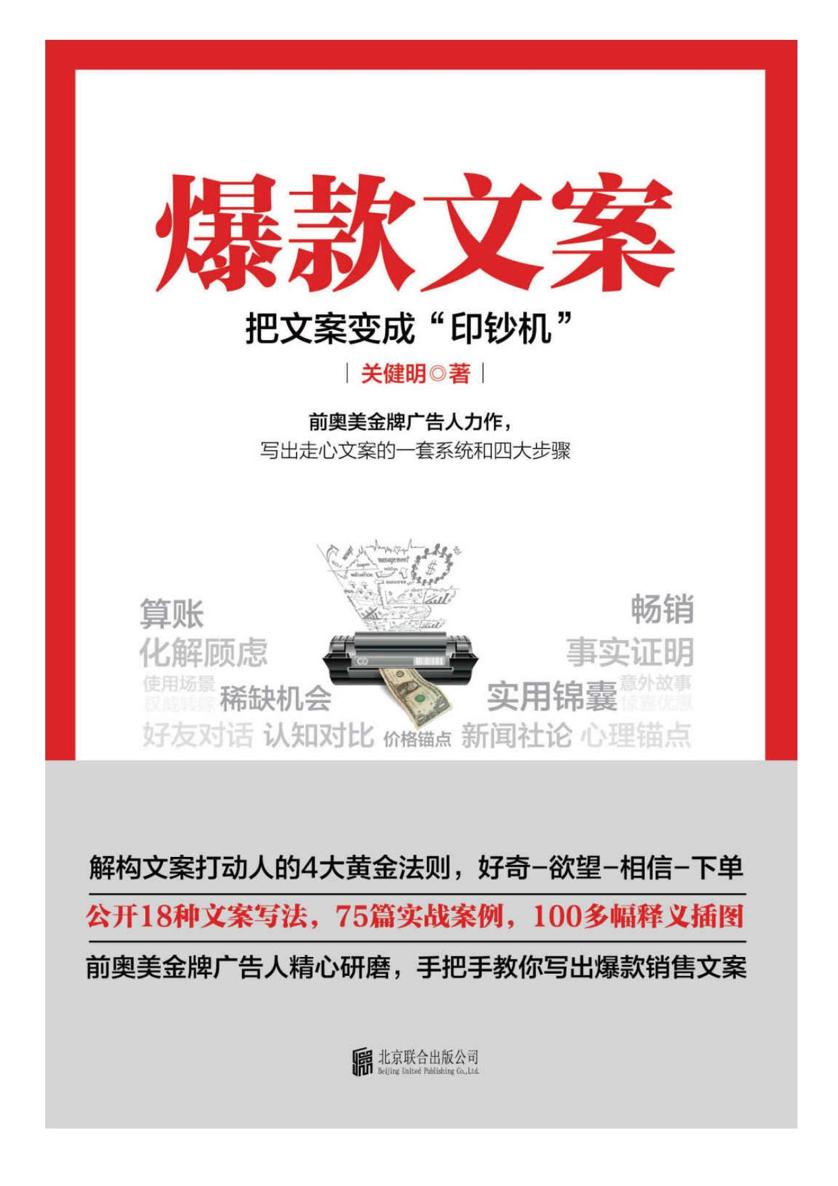 爆款文案
把文案变成“印钞机”
关健明◎著
前奥美金牌广告人力作，
写出走心文案的一套系统和四大步骤
management
$
算账
畅销
化解顾虑
事实证明
使用场景
权威转嫁
稀缺机会
实用锦囊
意外故事
惊喜优惠
好友对话 认知对比 价格锚点 新闻社论 心理锚点
解构文案打动人的4大黄金法则，好奇-欲望-相信-下单
公开18种文案写法，75篇实战案例，100多幅释义插图
前奥美金牌广告人精心研磨，手把手教你写出爆款销售文案
北京联合出版公司
Beijing United Publishing Co.,Ltd.